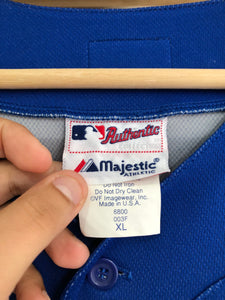 Authentic
Majestic
ATHLETIC
Do Not Iron
Do Not Dry Clean
©VF Imagewear, Inc.
Made in U.S.A.
6800
003F
XL